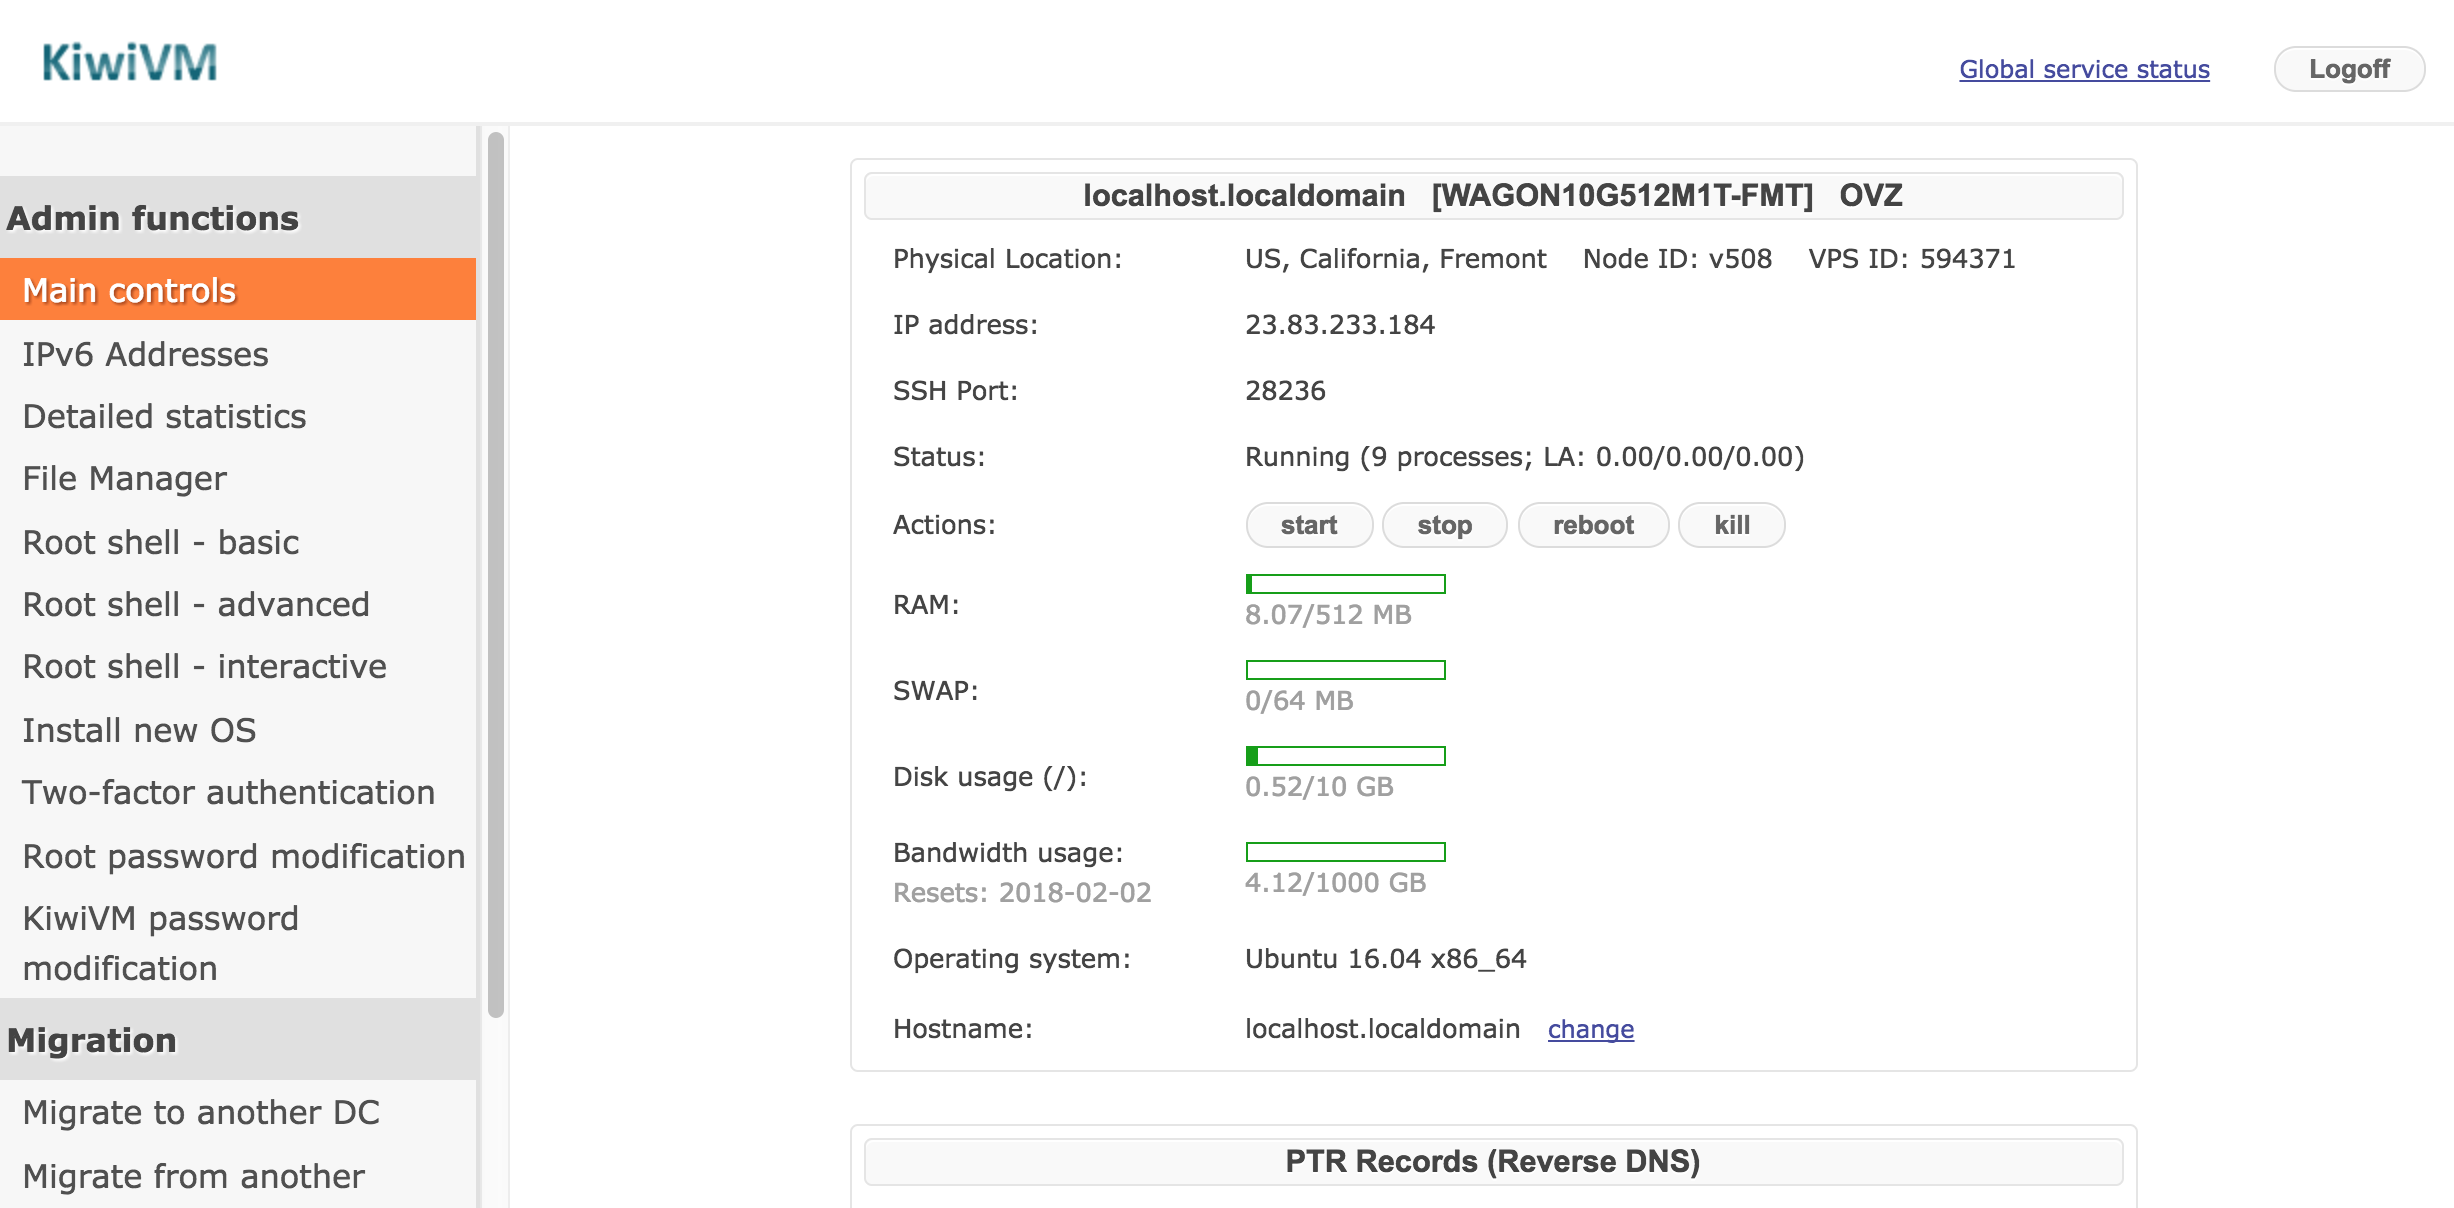 KiwiVM
Global service status
Logoff
Admin functions
Main controls
IPv6 Addresses
Detailed statistics
File Manager
Root shell - basic
Root shell - advanced
Root shell - interactive
Install new OS
Two-factor authentication
Root password modification
KiwiVM password
modification
Migration
Migrate to another DC
Migrate from another
localhost.localdomain [WAGON10G512M1T-FMT] OVZ
Physical Location: US, California, Fremont Node ID: v508 VPS ID: 594371
IP address: 23.83.233.184
SSH Port: 28236
Status: Running (9 processes; LA: 0.00/0.00/0.00)
Actions: start stop reboot kill
RAM: 8.07/512 MB
SWAP: 0/64 MB
Disk usage (/): 0.52/10 GB
Bandwidth usage:
Resets: 2018-02-02 4.12/1000 GB
Operating system: Ubuntu 16.04 x86_64
Hostname: localhost.localdomain change
PTR Records (Reverse DNS)